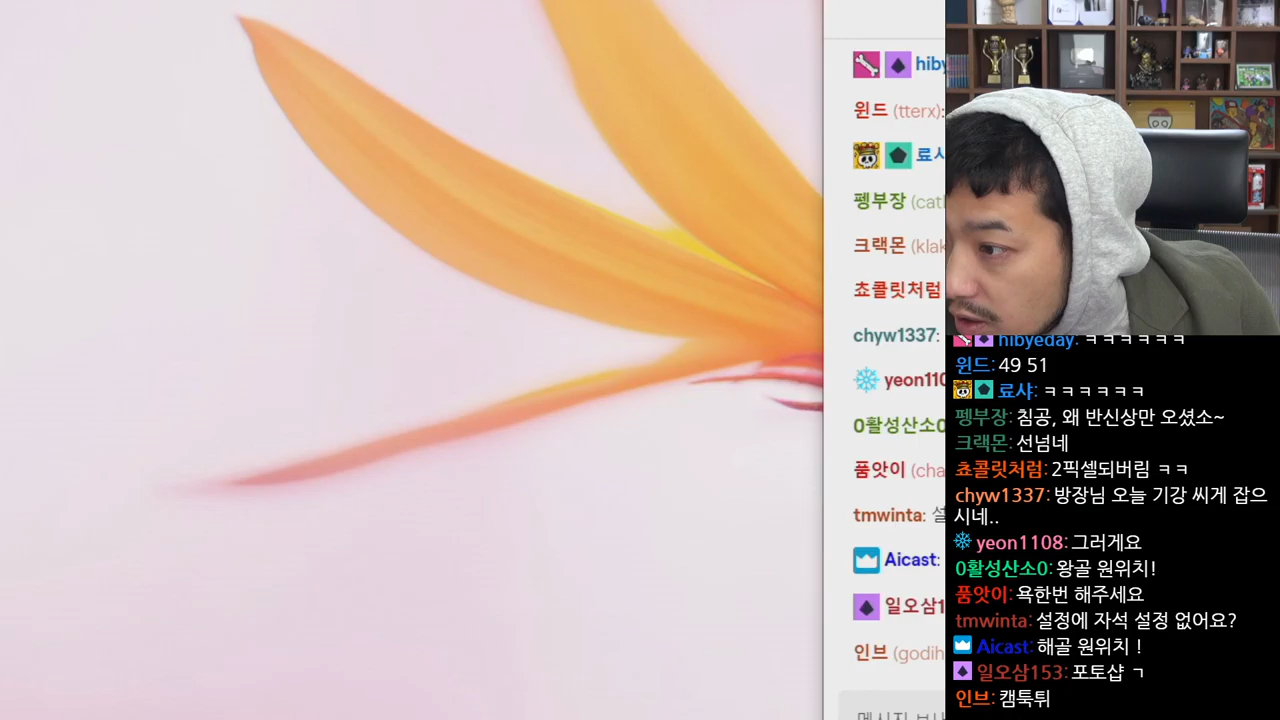 hiby
윈드 (tterx):
료시
펭부장 (catl
크랙몬 (klak
쵸콜릿처럼
chyw1337:
yeon110
0활성산소0
품앗이 (cha
tmwinta: 설
Aicast:
일오삼1
인브 (godih
hibyeday: ㅋㅋㅋㅋㅋㅋ
윈드: 49 51
료샤: ㅋㅋㅋㅋㅋㅋ
펭부장: 침공, 왜 반신상만 오셨소~
크랙몬: 선넘네
쵸콜릿처럼: 2픽셀되버림 ㅋㅋ
chyw1337: 방장님 오늘 기강 씨게 잡으
시네..
yeon1108: 그러게요
0활성산소0: 왕골 원위치!
품앗이: 욕한번 해주세요
tmwinta: 설정에 자석 설정 없어요?
Aicast: 해골 원위치 !
일오삼153: 포토샵 ㄱ
인브: 캠툭튀